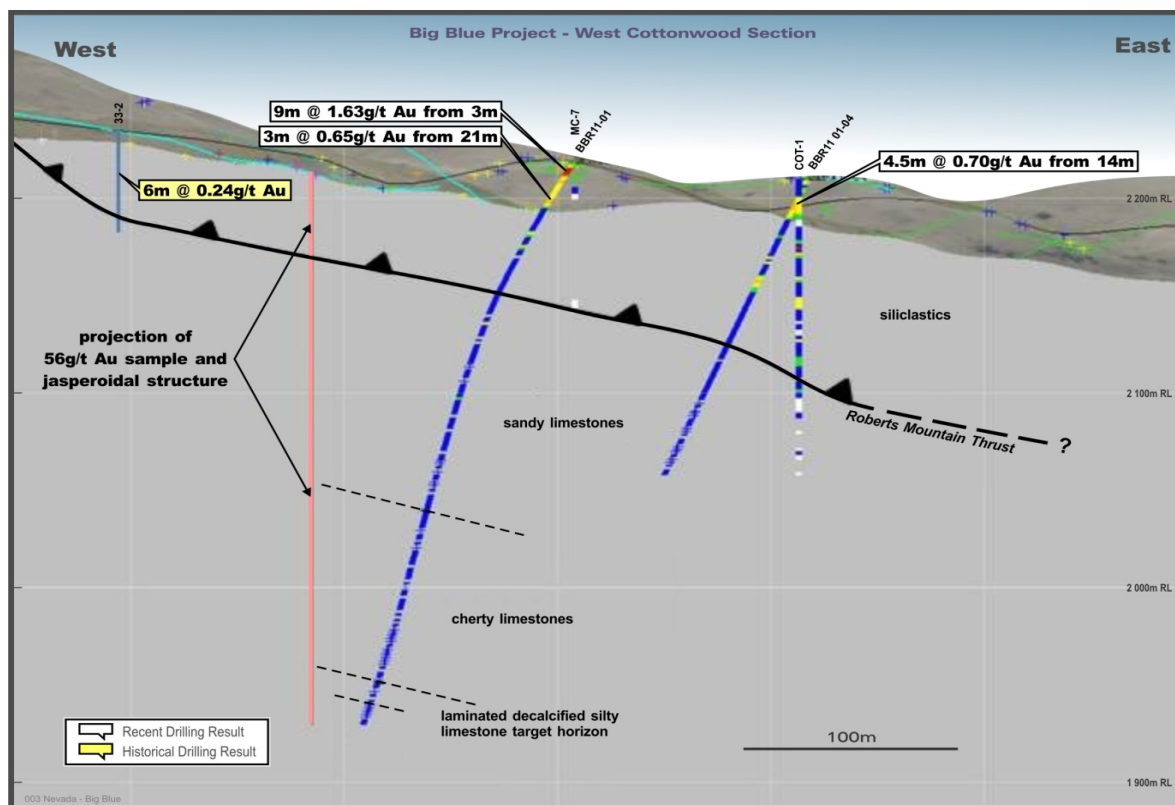 Big Blue Project - West Cottonwood Section
West
East
33-2
9m @ 1.63g/t Au from 3m
3m @ 0.65g/t Au from 21m
MC-7
BBR11-01
COT-1
BBR11 01-04
4.5m @ 0.70g/t Au from 14m
6m @ 0.24g/t Au
2 200m RL
projection of
56g/t Au sample and
jasperoidal structure
siliclastics
2 100m RL
sandy limestones
Roberts Mountain Thrust
?
2 000m RL
cherty limestones
laminated decalcified silty
limestone target horizon
Recent Drilling Result
Historical Drilling Result
100m
1 900m RL
003 Nevada - Big Blue